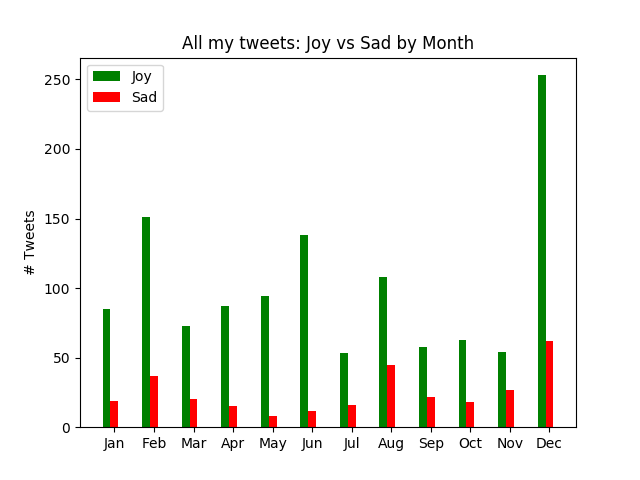 All my tweets: Joy vs Sad by Month
Joy
Sad
# Tweets
250
200
150
100
50
0
Jan Feb Mar Apr May Jun Jul Aug Sep Oct Nov Dec